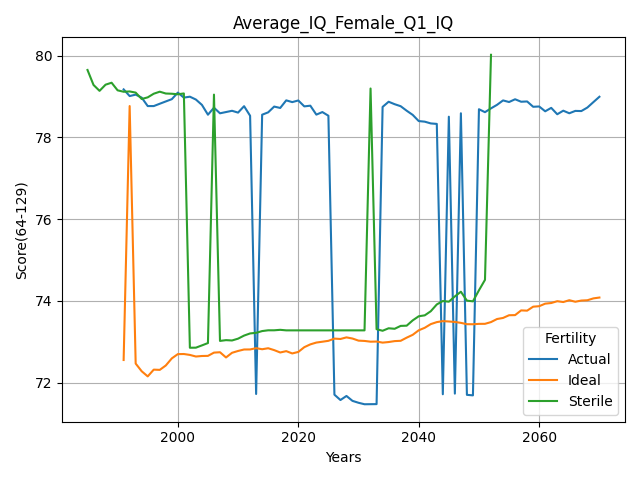 Average_IQ_Female_Q1_IQ
80
78
76
74
72
Score(64-129)
2000
2020
2040
2060
Years
Fertility
Actual
Ideal
Sterile